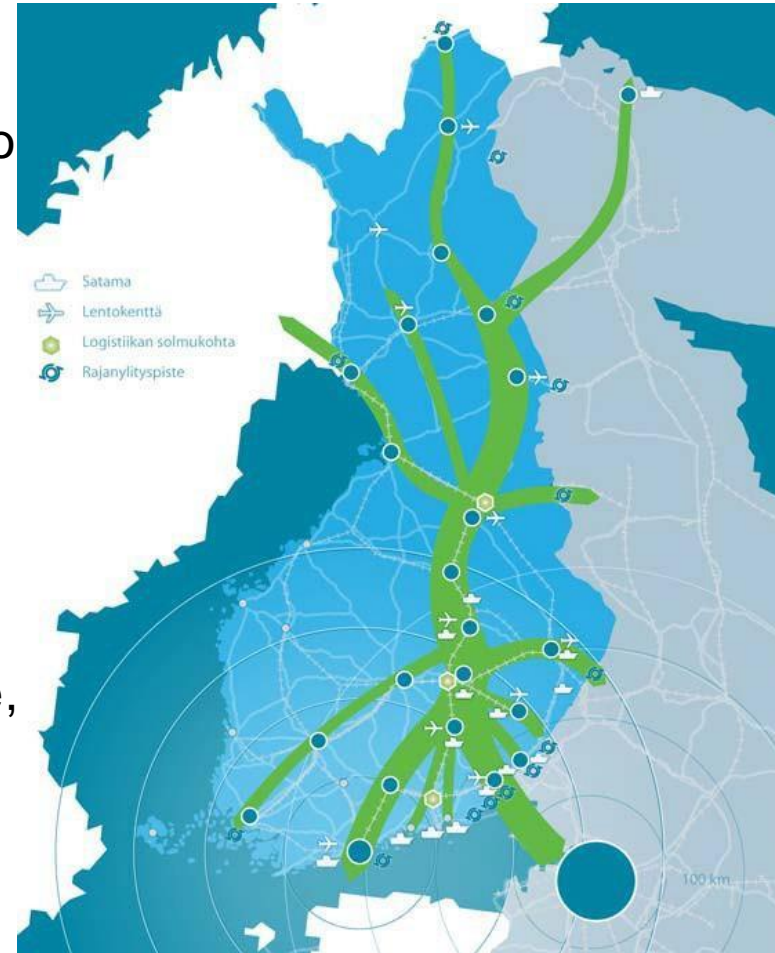 p
Satama
Lentokenttä
Logistiikan solmukohta
Rajanylityspiste
e,
100 km